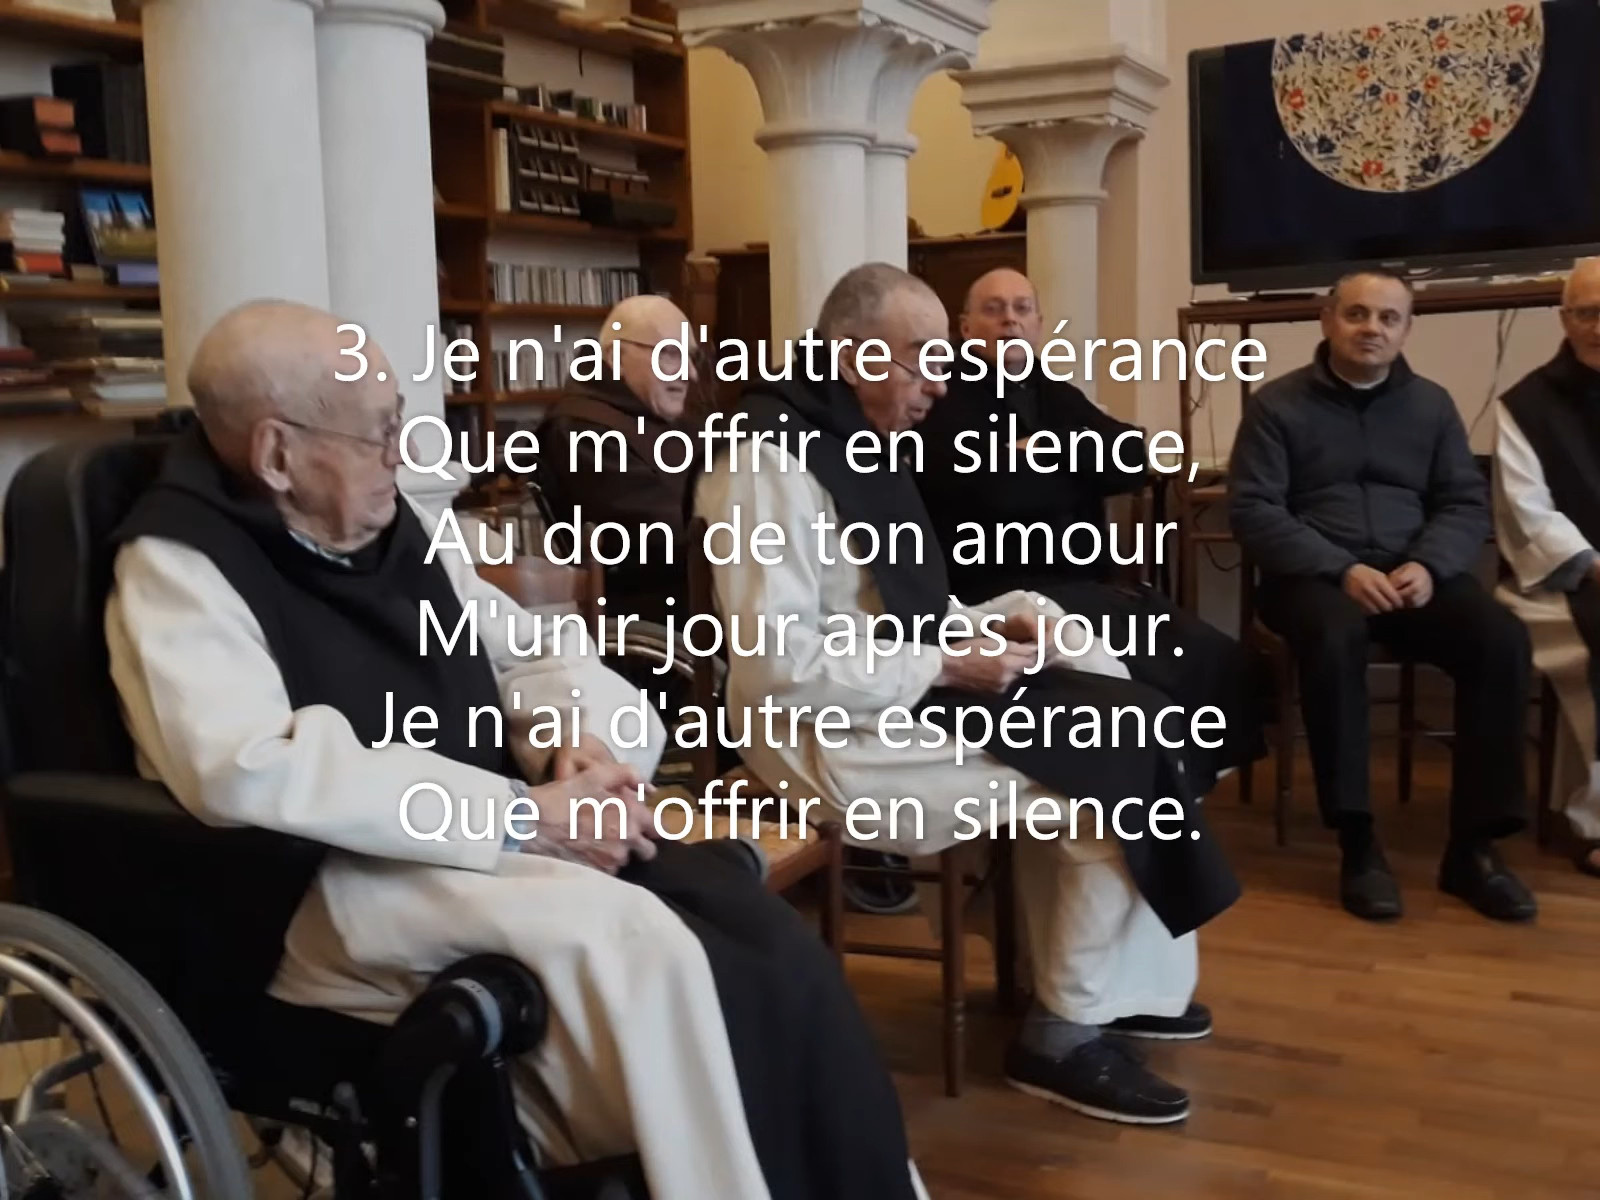 3. Je n'ai d'autre espérance
Que m'offrir en silence,
Au don de ton amour
M'unir jour après jour.
Je n'ai d'autre espérance
Que m'offrir en silence.